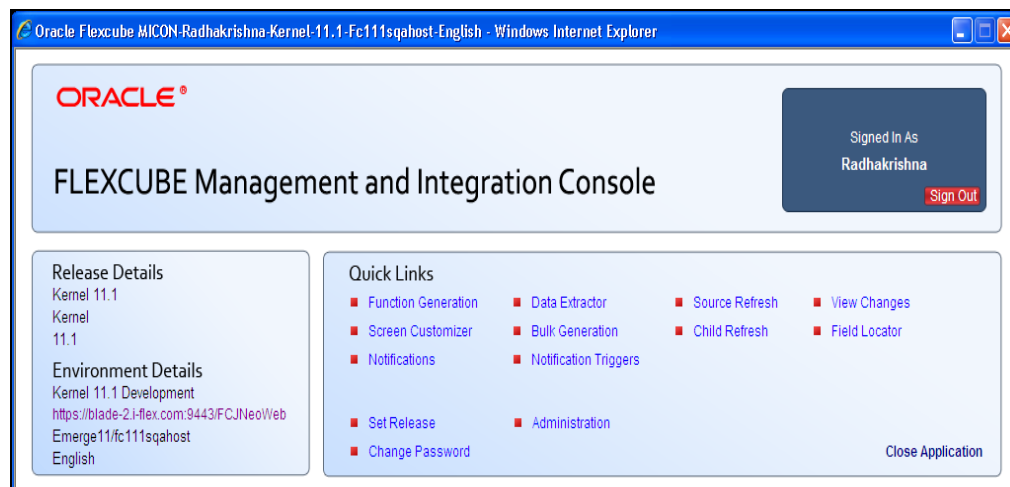 Oracle Flexcube MICON-Radhakrishna-Kernel-11.1-Fc111sqahost-English - Windows Internet Explorer
ORACLE ®
FLEXCUBE Management and Integration Console
Signed In As
Radhakrishna
Sign Out
Release Details
Kernel 11.1
Kernel
11.1
Environment Details
Kernel 11.1 Development
https://blade-2.i-flex.com:9443/FCJNeoWeb
Emerge11/fc111sqahost
English
Quick Links
Function Generation Data Extractor Source Refresh View Changes
Screen Customizer Bulk Generation Child Refresh Field Locator
Notifications Notification Triggers
Set Release Administration
Change Password
Close Application